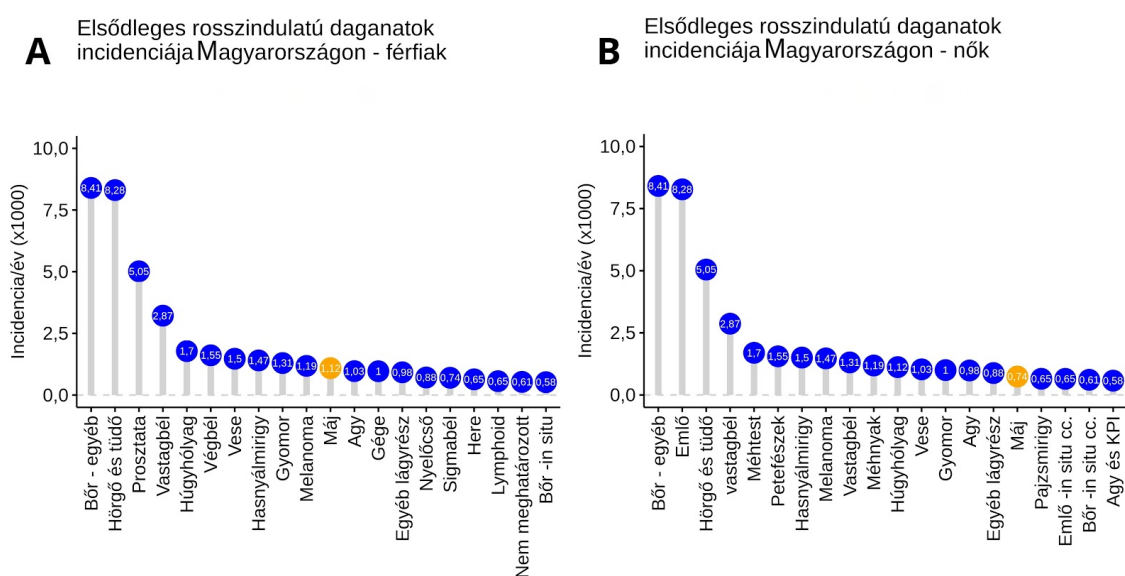 A
Elsődleges rosszindulatú daganatok
incidenciája Magyarországon - férfiak
Incidencia/év (x1000)
10,0
7,5
5,0
2,5
0,0
8,41
8,28
5,05
2,87
1,7
1,55
1,5
1,47
1,31
1,19
1,12
1,03
1
0,98
0,88
0,74
0,65
0,65
0,61
0,58
Bőr - egyéb
Hörgő és tüdő
Prosztata
Vastagbél
Húgyhólyag
Végbél
Vese
Hasnyálmirigy
Gyomor
Melanoma
Máj
Agy
Gége
Egyéb lágyrész
Nyelőcső
Sigmabél
Here
Lymphoid
Nem meghatározott
Bőr -in situ
B
Elsődleges rosszindulatú daganatok
incidenciája Magyarországon - nők
Incidencia/év (x1000)
10,0
7,5
5,0
2,5
0,0
8,41
8,28
5,05
2,87
1,7
1,55
1,5
1,47
1,31
1,19
1,12
1,03
1
0,98
0,88
0,74
0,65
0,65
0,61
0,58
Bőr - egyéb
Emlő
Hörgő és tüdő
vastagbél
Méhtest
Petefészek
Hasnyálmirigy
Melanoma
Vastagbél
Méhnyak
Húgyhólyag
Vese
Gyomor
Agy
Egyéb lágyrész
Máj
Pajzsmirigy
Emlő -in situ cc.
Bőr -in situ cc.
Agy és KPI